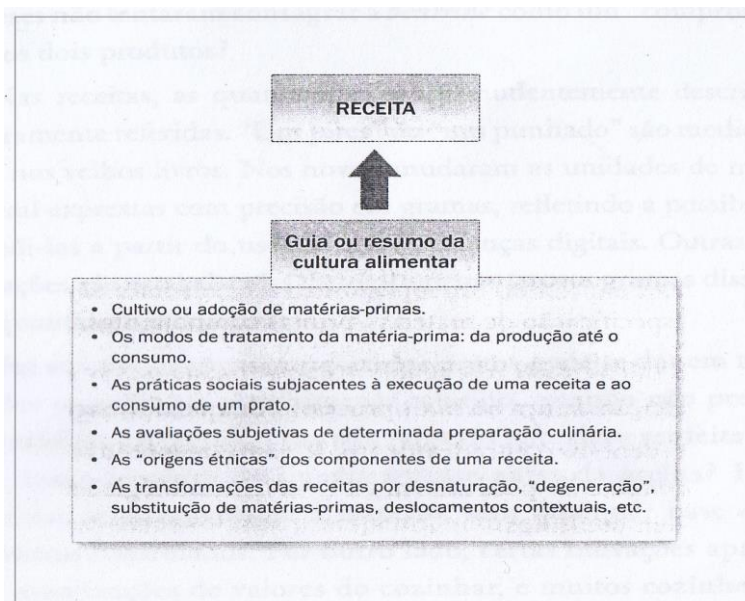 RECEITA
Guia ou resumo da
cultura alimentar
• Cultivo ou adoção de matérias-primas.
• Os modos de tratamento da matéria-prima: da produção até o
consumo.
• As práticas sociais subjacentes à execução de uma receita e ao
consumo de um prato.
• As avaliações subjetivas de determinada preparação culinária.
• As “origens étnicas” dos componentes de uma receita.
• Suas transformações das receitas por desnaturação, “degeneração”,
substituição de matérias-primas, deslocamentos contextuais, etc.